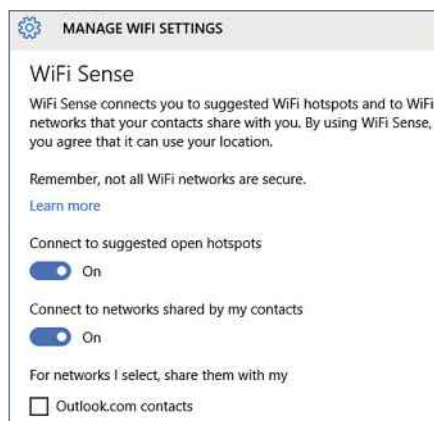 MANAGE WIFI SETTINGS
WiFi Sense
WiFi Sense connects you to suggested WiFi hotspots and to WiFi
networks that your contacts share with you. By using WiFi Sense,
you agree that it can use your location.
Remember, not all WiFi networks are secure.
Learn more
Connect to suggested open hotspots
On
Connect to networks shared by my contacts
On
For networks I select, share them with my
Outlook.com contacts